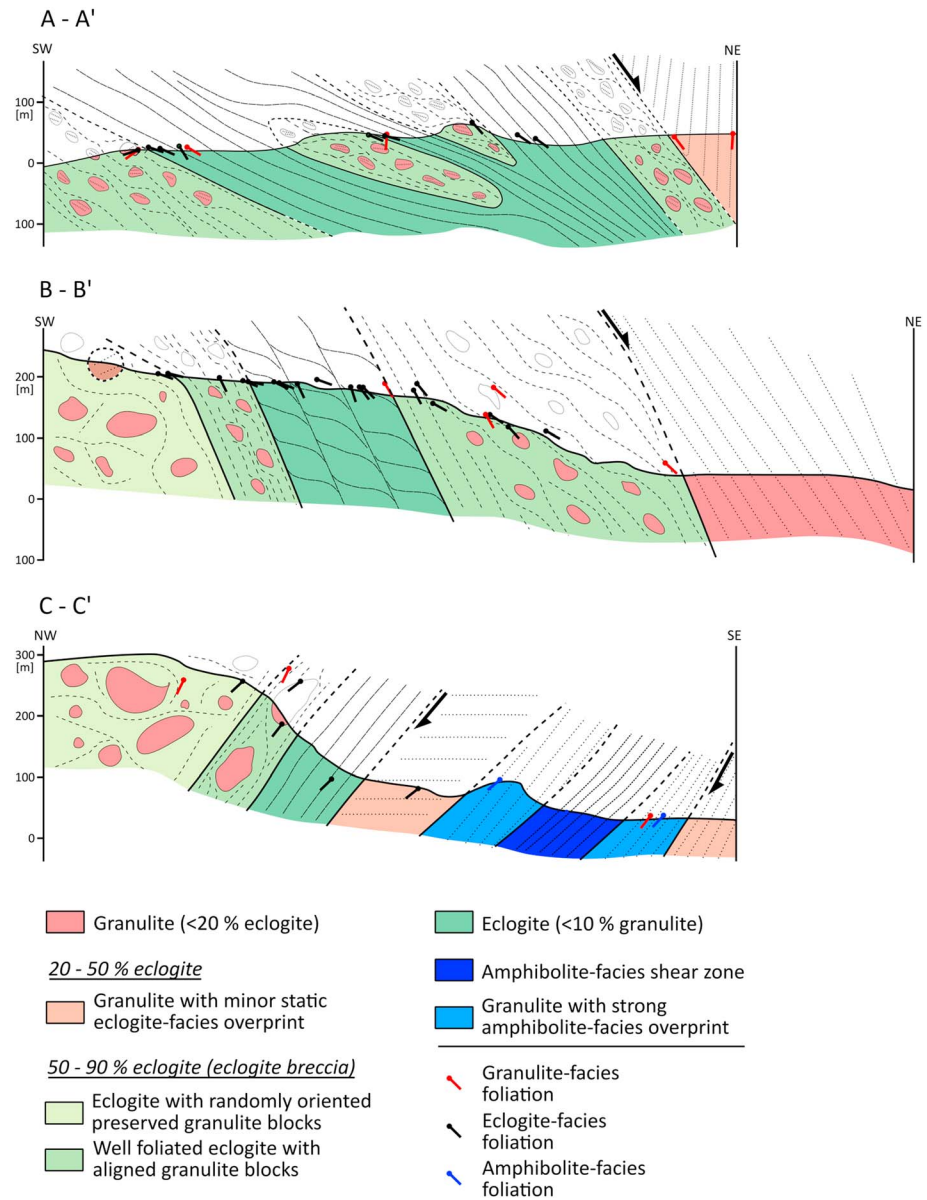 A - A'
SW
NE
100
[m]
0
100
B - B'
SW
NE
200
[m]
100
0
100
C - C'
NW
SE
300
[m]
200
100
0
Granulite (<20 % eclogite)
20 - 50 % eclogite
Granulite with minor static
eclogite-facies overprint
50 - 90 % eclogite (eclogite breccia)
Eclogite with randomly oriented
preserved granulite blocks
Well foliated eclogite with
aligned granulite blocks
Eclogite (<10 % granulite)
Amphibolite-facies shear zone
Granulite with strong
amphibolite-facies overprint
Granulite-facies
foliation
Eclogite-facies
foliation
Amphibolite-facies
foliation